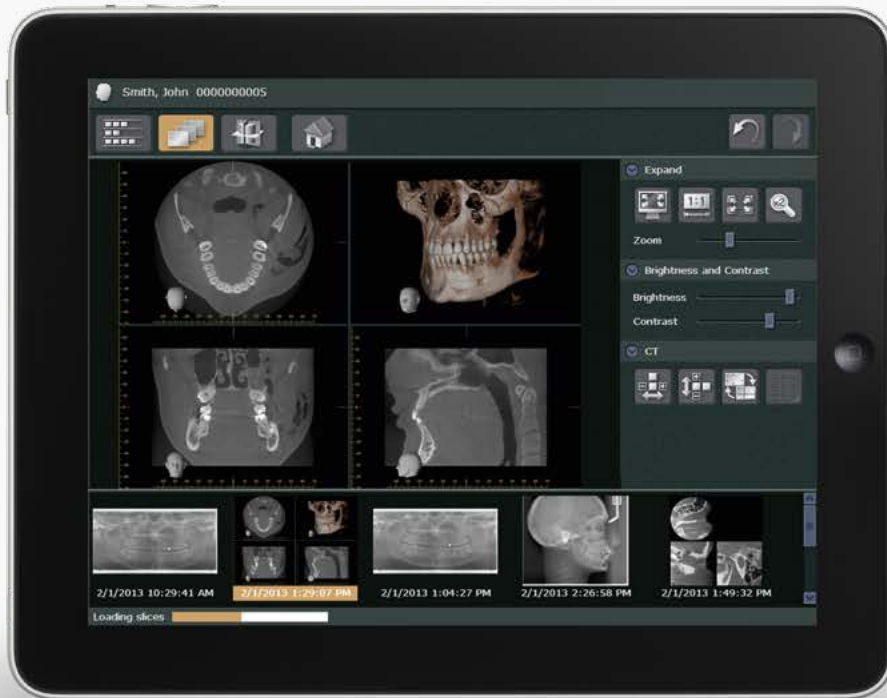 Smith, John 000000000S
Expand
1:1
x2
Zoom
Brightness and Contrast
Brightness
Contrast
CT
2/1/2013 10:29:41 AM
2/1/2013 1:29:07 PM
2/1/2013 1:04:27 PM
2/1/2013 2:26:58 PM
2/1/2013 1:49:32 PM
Loading slices